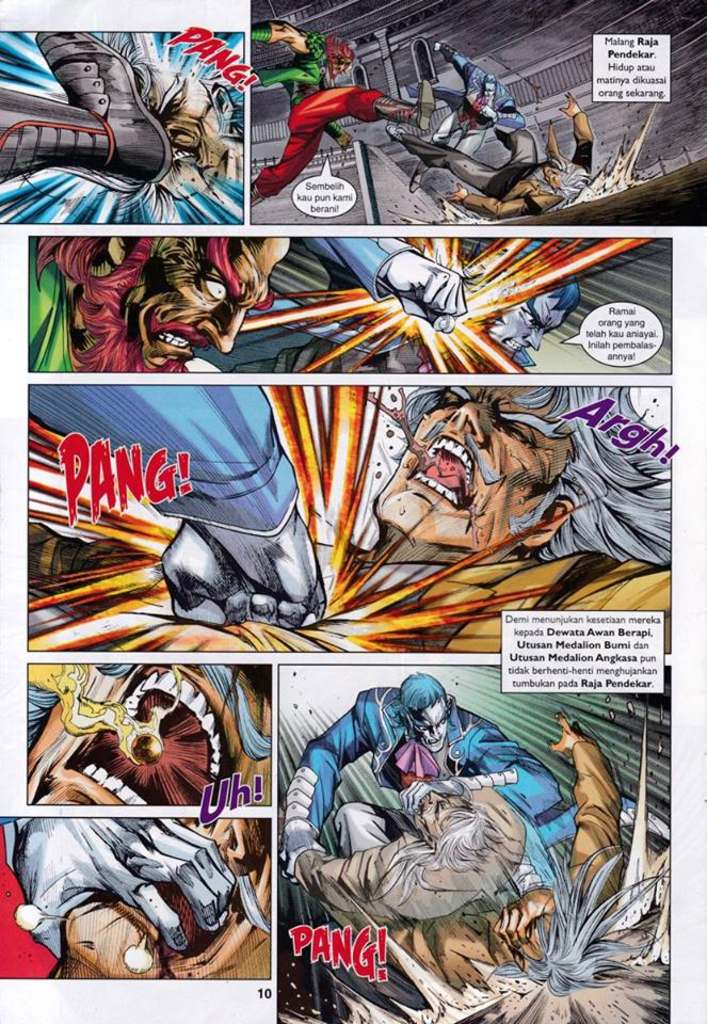 PANG!
Malang Raja
Pendekar.
Hidup atau
matinya dikuasai
orang sekarang.
Sembelih
pun kami
berani!
Ramai
orang yang
telah kau aniayai.
Inilah pembalas-
annya!
PANG!
Argh!
Demi menunjukan kesetiaan mereka
kepada Dewata Awan Berapi,
Utusan Medalion Bumi dan
Utusan Medalion Angkasa pun
tidak berhenti-henti menghujankan
tumbukan pada Raja Pendekar.
Uh!
PANG!
10